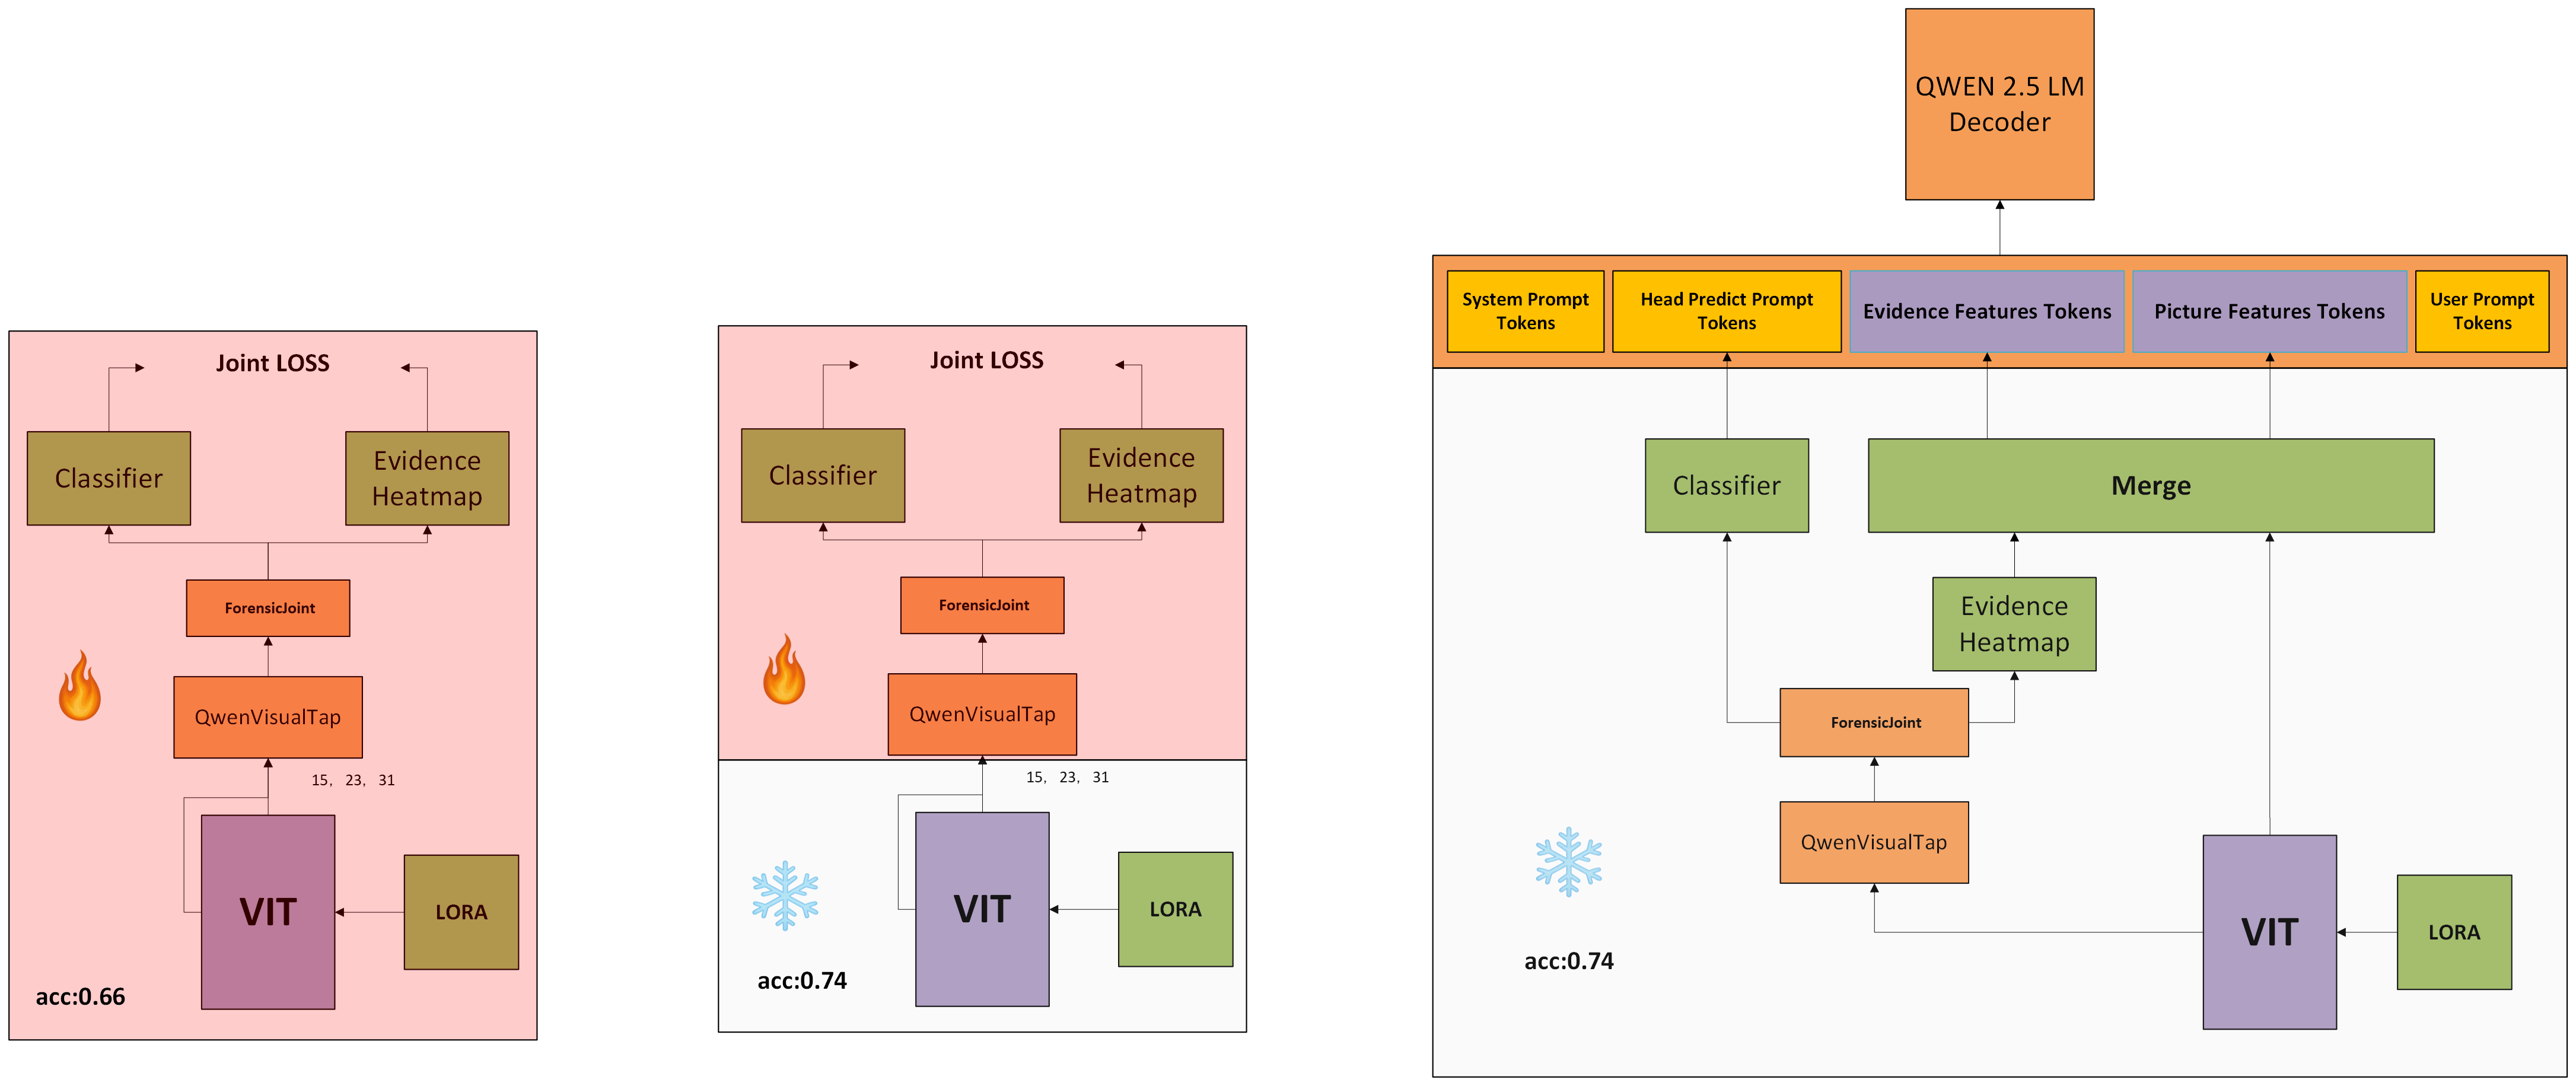 Joint LOSS
Classifier
Evidence
Heatmap
ForensicJoint
QwenVisualTap
15, 23, 31
VIT
LORA
acc:0.66
Joint LOSS
Classifier
Evidence
Heatmap
ForensicJoint
QwenVisualTap
15, 23, 31
VIT
LORA
acc:0.74
QWEN 2.5 LM
Decoder
System Prompt
Tokens
Head Predict Prompt
Tokens
Evidence Features Tokens
Picture Features Tokens
User Prompt
Tokens
Classifier
Merge
Evidence
Heatmap
ForensicJoint
QwenVisualTap
VIT
LORA
acc:0.74